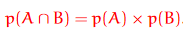 p(A ∩ B) = p(A) × p(B).